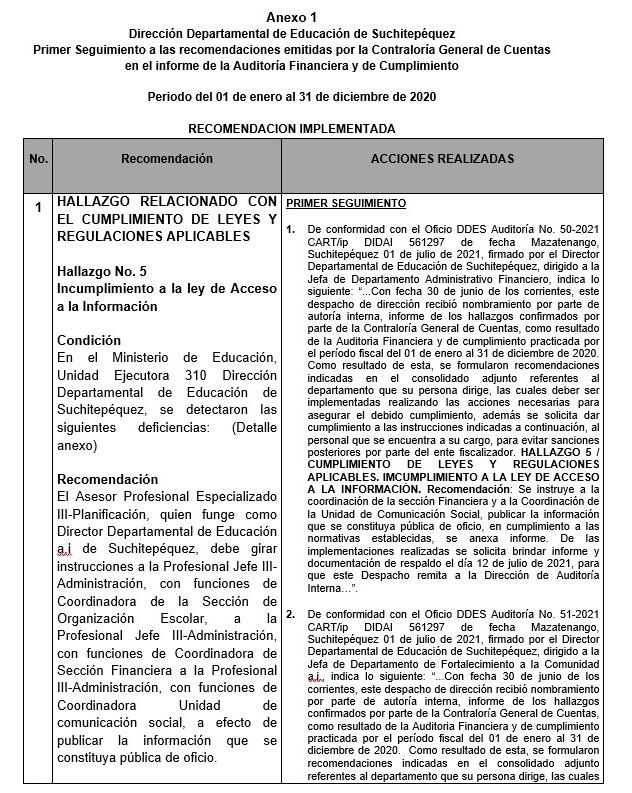 Anexo 1
Dirección Departamental de Educación de Suchitepéquez
Primer Seguimiento a las recomendaciones emitidas por la Contraloría General de Cuentas
en el informe de la Auditoría Financiera y de Cumplimiento
Periodo del 01 de enero al 31 de diciembre de 2020
RECOMENDACION IMPLEMENTADA
No.
Recomendación
ACCIONES REALIZADAS
1
HALLAZGO RELACIONADO CON
EL CUMPLIMIENTO DE LEYES Y
REGULACIONES APLICABLES
Hallazgo No. 5
Incumplimiento a la ley de Acceso
a la Información
Condición
En el Ministerio de Educación,
Unidad Ejecutora 310 Dirección
Departamental de Educación de
Suchitepéquez, se detectaron las
siguientes deficiencias: (Detalle
anexo)
Recomendación
El Asesor Profesional Especializado
III-Planificación, quien funge como
Director Departamental de Educación
a.i de Suchitepéquez, debe girar
instrucciones a la Profesional Jefe III-
Administración, con funciones de
Coordinadora de la Sección de
Organización Escolar, a la
Profesional Jefe III-Administración,
con funciones de Coordinadora de
Sección Financiera a la Profesional
III-Administración, con funciones de
Coordinadora Unidad de
comunicación social, a efecto de
publicar la información que se
constituya pública de oficio.
PRIMER SEGUIMIENTO
1. De conformidad con el Oficio DDES Auditoría No. 50-2021
CART/ip DIDAI 561297 de fecha Mazatenango,
Suchitepéquez 01 de julio de 2021, firmado por el Director
Departamental de Educación de Suchitepéquez, dirigido a la
Jefa de Departamento Administrativo Financiero, indica lo
siguiente: “...Con fecha 30 de junio de los corrientes, este
despacho de dirección recibió nombramiento por parte de
autoría interna, informe de los hallazgos confirmados por
parte de la Contraloría General de Cuentas, como resultado
de la Auditoria Financiera y de cumplimiento practicada por
el período fiscal del 01 de enero al 31 de diciembre de 2020.
Como resultado de esta, se formularon recomendaciones
indicadas en el consolidado adjunto referentes al
departamento que su persona dirige, las cuales deber ser
implementadas realizando las acciones necesarias para
asegurar el debido cumplimiento, además se solicita dar
cumplimiento a las instrucciones indicadas a continuación, al
personal que se encuentra a su cargo, para evitar sanciones
posteriores por parte del ente fiscalizador. HALLAZGO 5 /
CUMPLIMIENTO DE LEYES Y REGULACIONES
APLICABLES. IMCUMPLIMIENTO A LA LEY DE ACCESO
A LA INFORMACIÓN. Recomendación: Se instruye a la
coordinación de la sección Financiera y a la Coordinación de
la Unidad de Comunicación Social, publicar la información
que se constituya pública de oficio, en cumplimiento a las
normativas establecidas, se anexa informe. De las
implementaciones realizadas se solicita brindar informe y
documentación de respaldo el día 12 de julio de 2021, para
que este Despacho remita a la Dirección de Auditoría
Interna...”.
2. De conformidad con el Oficio DDES Auditoría No. 51-2021
CART/ip DIDAI 561297 de fecha Mazatenango,
Suchitepéquez 01 de julio de 2021, firmado por el Director
Departamental de Educación de Suchitepéquez, dirigido a la
Jefa de Departamento de Fortalecimiento a la Comunidad
a.i., indica lo siguiente: “...Con fecha 30 de junio de los
corrientes, este despacho de dirección recibió nombramiento
por parte de autoría interna, informe de los hallazgos
confirmados por parte de la Contraloría General de Cuentas,
como resultado de la Auditoria Financiera y de cumplimiento
practicada por el período fiscal del 01 de enero al 31 de
diciembre de 2020. Como resultado de esta, se formularon
recomendaciones indicadas en el consolidado adjunto
referentes al departamento que su persona dirige, las cuales